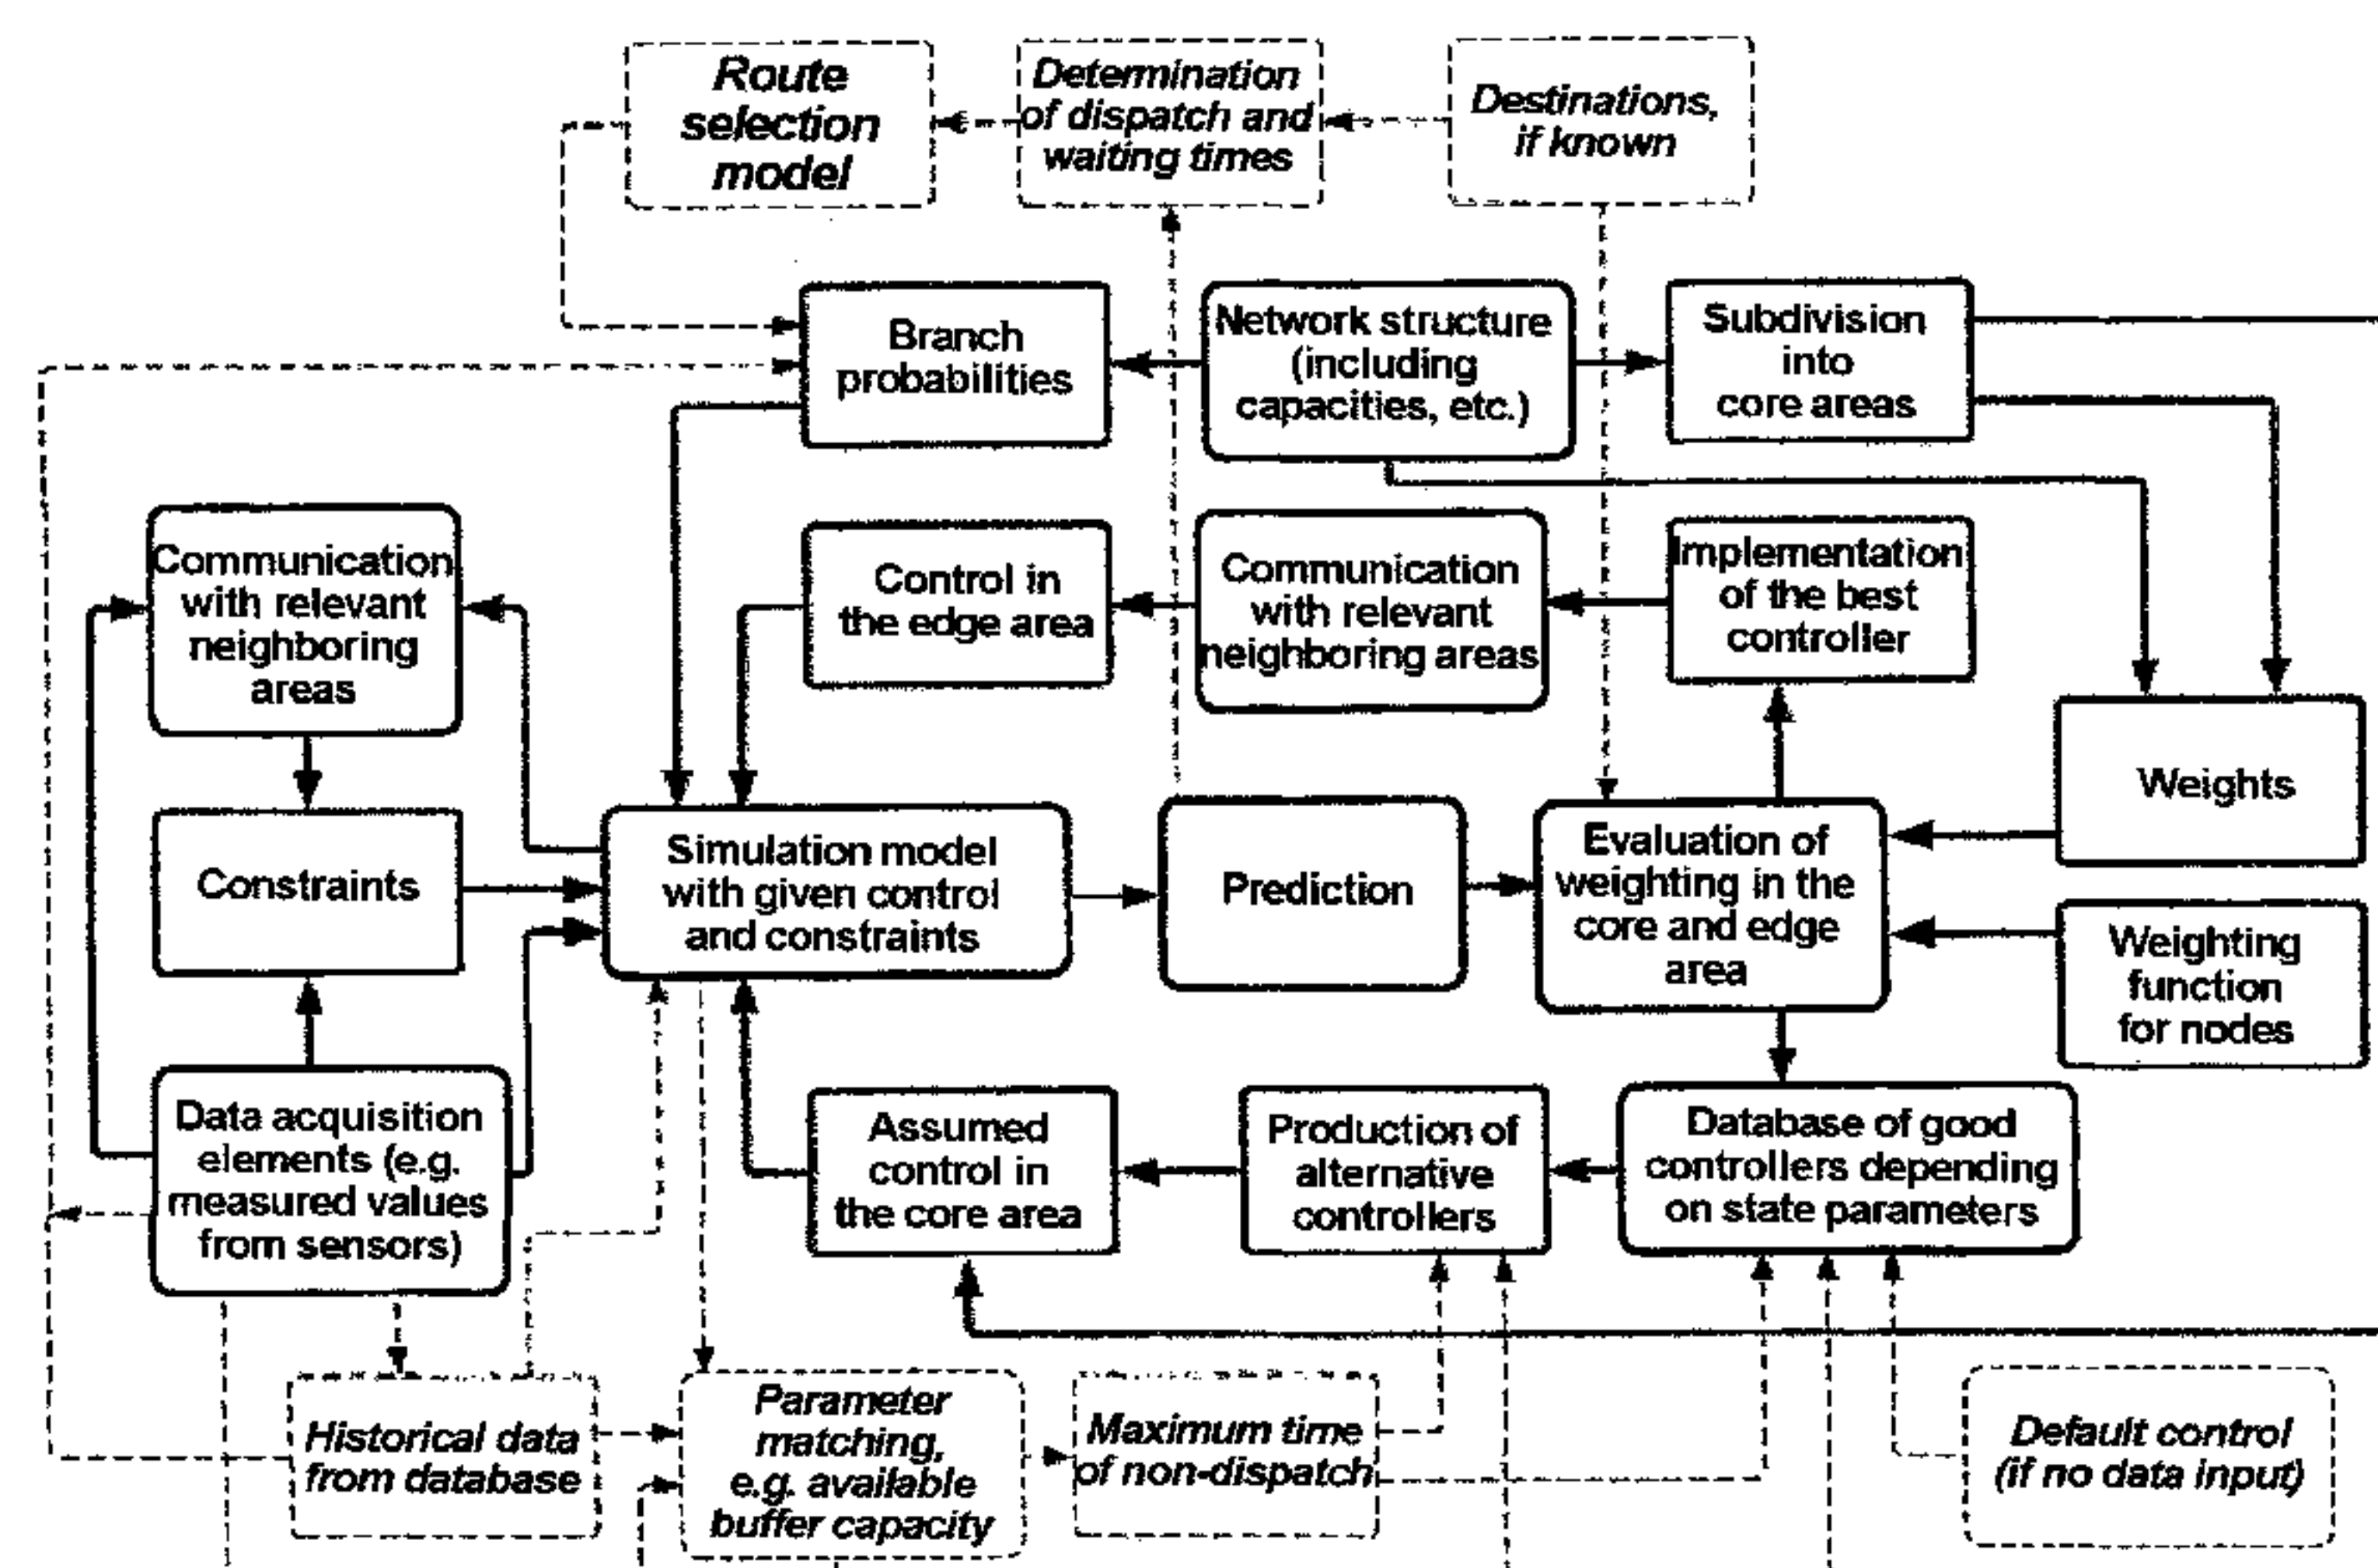 Route
selection
model
Determination
of dispatch and
waiting times
Destinations,
if known
Branch
probabilities
Network structure
(including
capacities, etc.)
Subdivision
into
core areas
Communication
with relevant
neighboring
areas
Control in
the edge area
Communication
with relevant
neighboring areas
Implementation
of the best
controller
Weights
Constraints
Simulation model
with given control
and constraints
Prediction
Evaluation of
weighting in the
core and edge
area
Weighting
function
for nodes
Data acquisition
elements (e.g.
measured values
from sensors)
Assumed
control in
the core area
Production of
alternative
controllers
Database of good
controllers depending
on state parameters
Historical data
from database
Parameter
matching,
e.g. available
buffer capacity
Maximum time
of non-dispatch
Default control
(if no data input)